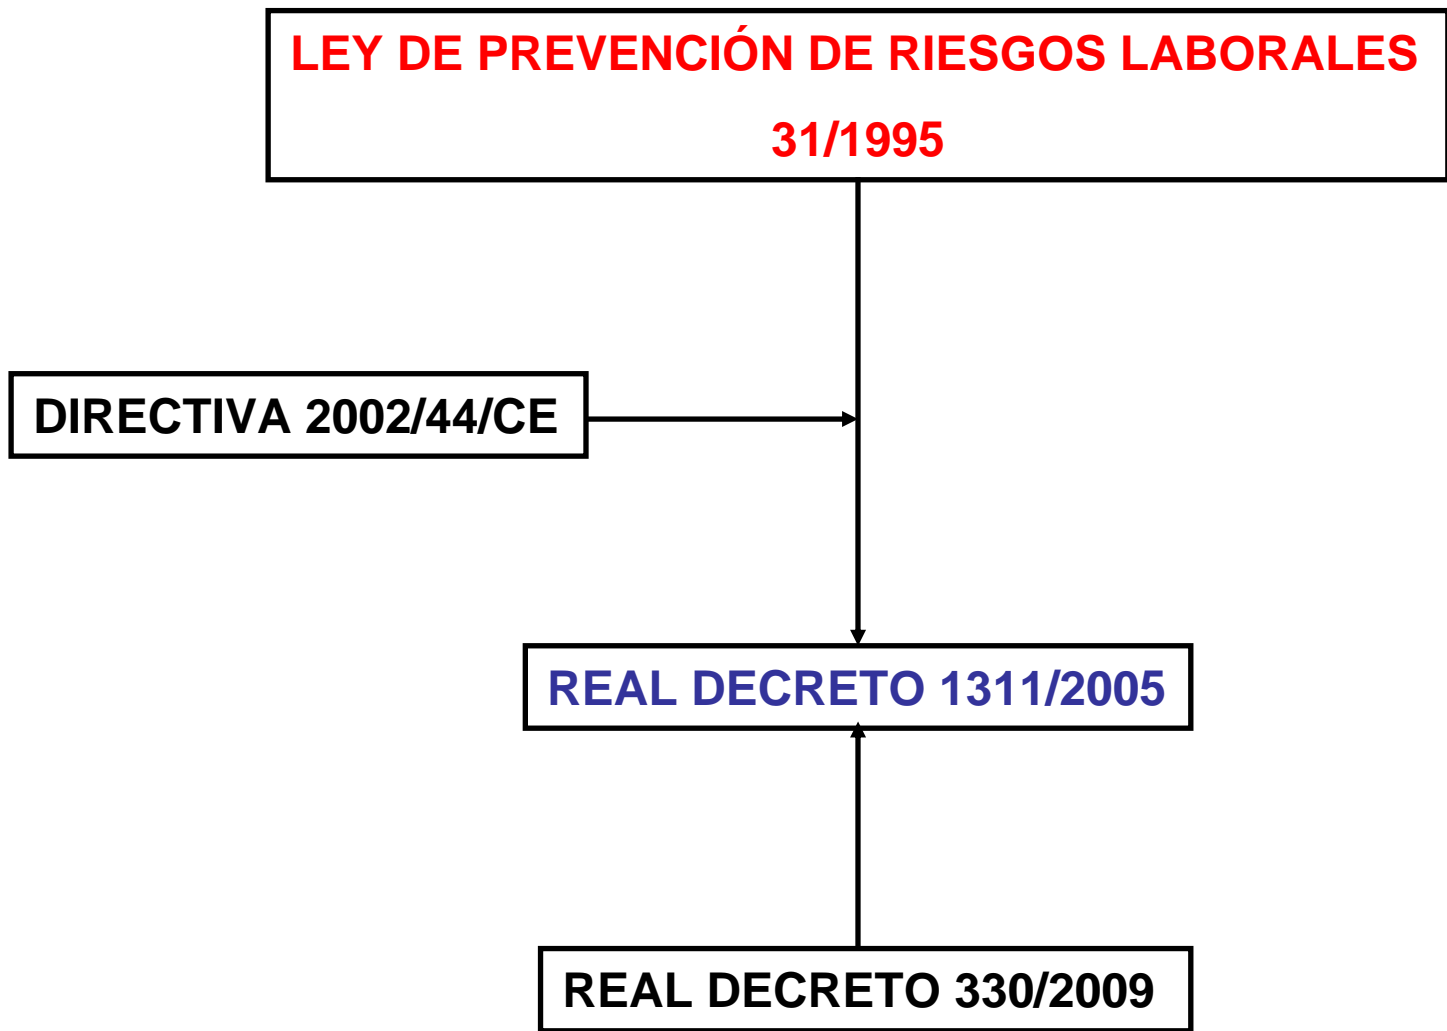 LEY DE PREVENCIÓN DE RIESGOS LABORALES
31/1995
DIRECTIVA 2002/44/CE
REAL DECRETO 1311/2005
REAL DECRETO 330/2009